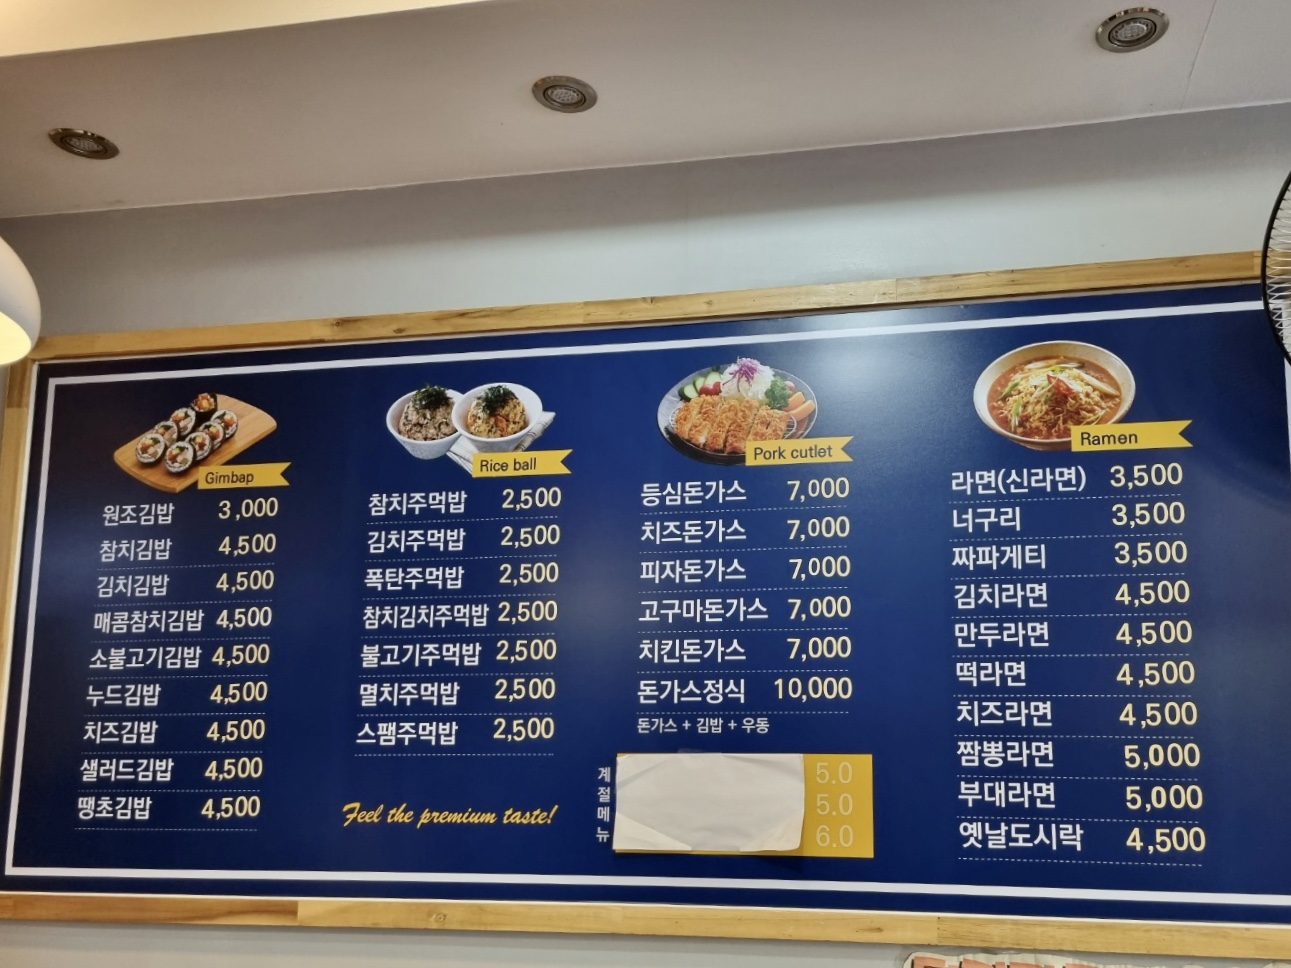 Gimbap
원조김밥 3,000
참치김밥 4,500
김치김밥 4,500
매콤참치김밥 4,500
소불고기김밥 4,500
누드김밥 4,500
치즈김밥 4,500
샐러드김밥 4,500
땡초김밥 4,500
Rice ball
참치주먹밥 2,500
김치주먹밥 2,500
폭탄주먹밥 2,500
참치김치주먹밥 2,500
불고기주먹밥 2,500
멸치주먹밥 2,500
스팸주먹밥 2,500
Feel the premium taste!
Pork cutlet
등심돈가스 7,000
치즈돈가스 7,000
피자돈가스 7,000
고구마돈가스 7,000
치킨돈가스 7,000
돈가스정식 10,000
돈가스 + 김밥 + 우동
계절메뉴
5.0
5.0
6.0
Ramen
라면(신라면) 3,500
너구리 3,500
짜파게티 3,500
김치라면 4,500
만두라면 4,500
떡라면 4,500
치즈라면 4,500
짬뽕라면 5,000
부대라면 5,000
옛날도시락 4,500